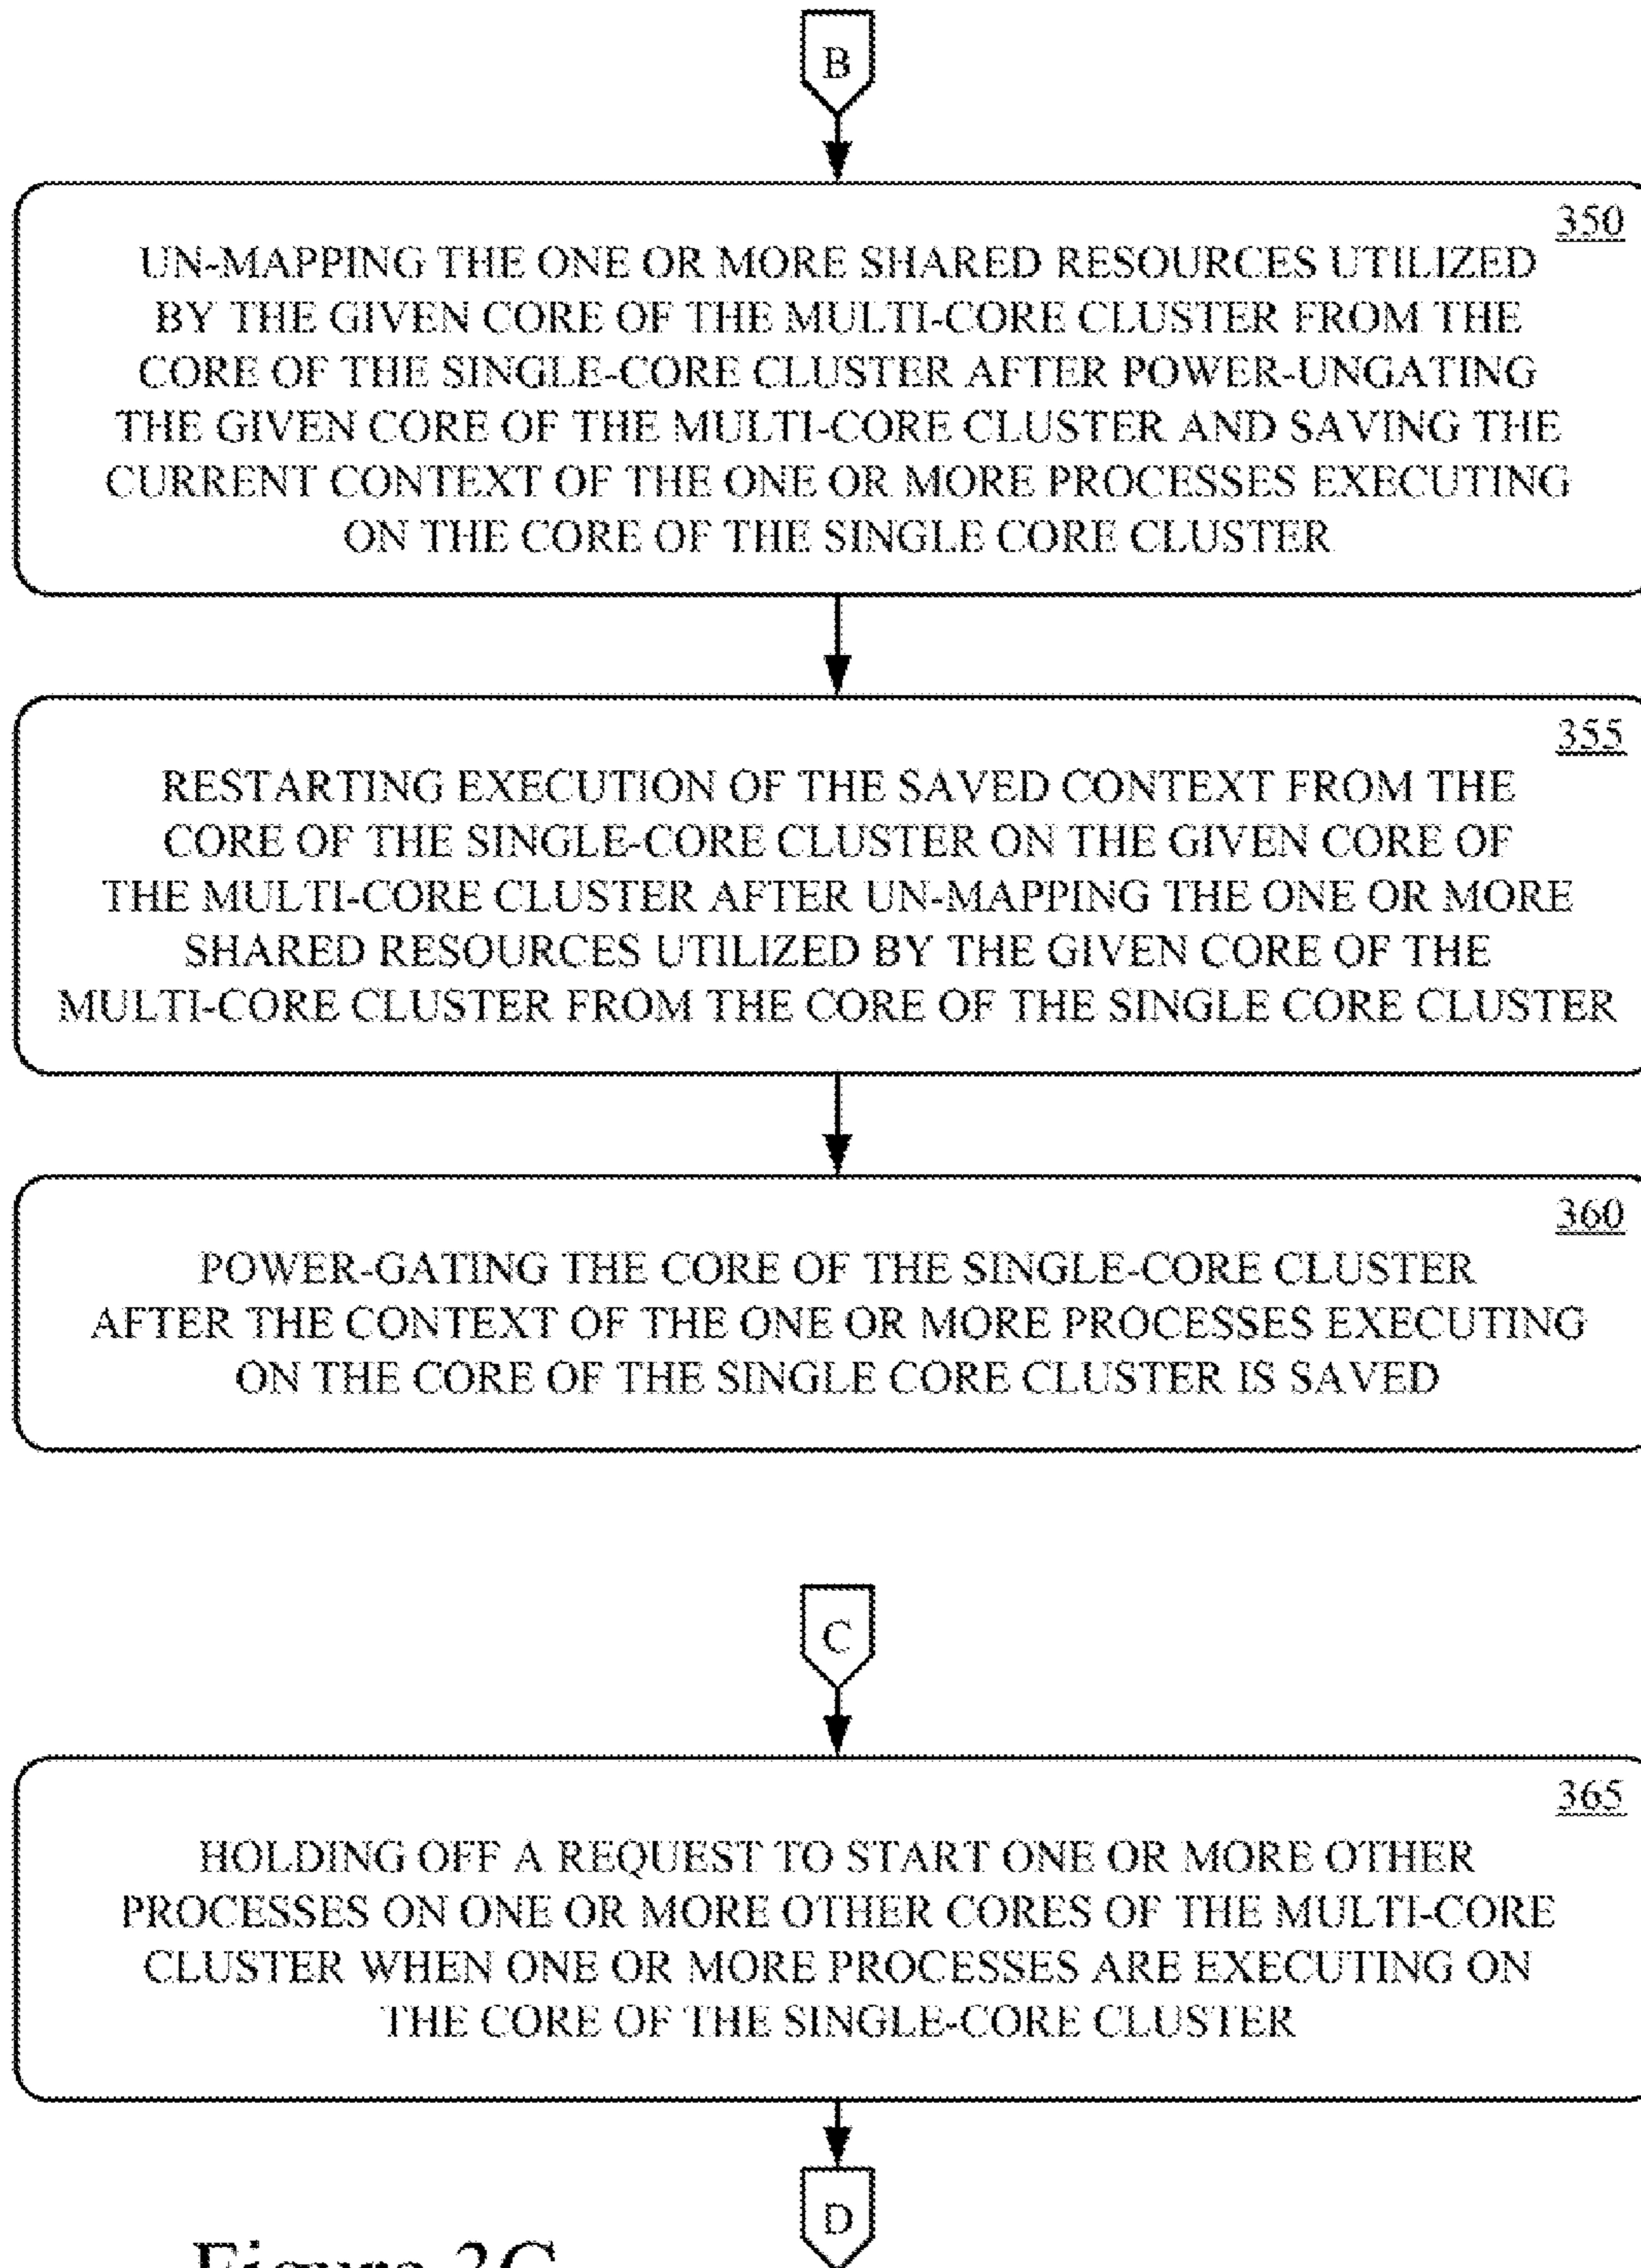 B
350
UN-MAPPING THE ONE OR MORE SHARED RESOURCES UTILIZED
BY THE GIVEN CORE OF THE MULTI-CORE CLUSTER FROM THE
CORE OF THE SINGLE-CORE CLUSTER AFTER POWER-UNGATING
THE GIVEN CORE OF THE MULTI-CORE CLUSTER AND SAVING THE
CURRENT CONTEXT OF THE ONE OR MORE PROCESSES EXECUTING
ON THE CORE OF THE SINGLE CORE CLUSTER
355
RESTARTING EXECUTION OF THE SAVED CONTEXT FROM THE
CORE OF THE SINGLE-CORE CLUSTER ON THE GIVEN CORE OF
THE MULTI-CORE CLUSTER AFTER UN-MAPPING THE ONE OR MORE
SHARED RESOURCES UTILIZED BY THE GIVEN CORE OF THE
MULTI-CORE CLUSTER FROM THE CORE OF THE SINGLE CORE CLUSTER
360
POWER-GATING THE CORE OF THE SINGLE-CORE CLUSTER
AFTER THE CONTEXT OF THE ONE OR MORE PROCESSES EXECUTING
ON THE CORE OF THE SINGLE CORE CLUSTER IS SAVED
C
365
HOLDING OFF A REQUEST TO START ONE OR MORE OTHER
PROCESSES ON ONE OR MORE OTHER CORES OF THE MULTI-CORE
CLUSTER WHEN ONE OR MORE PROCESSES ARE EXECUTING ON
THE CORE OF THE SINGLE-CORE CLUSTER
D
Figure 3C